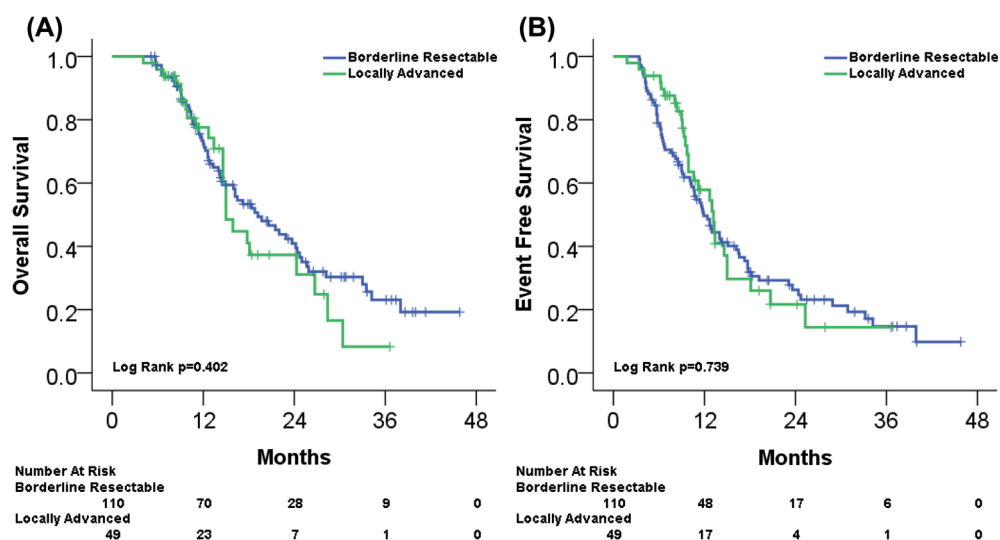 (A)
Borderline Resectable
Locally Advanced
Overall Survival
1.0
0.8
0.6
0.4
0.2
0.0
Log Rank p=0.402
0 12 24 36 48
Months
Number At Risk
Borderline Resectable
110 70 28 9 0
Locally Advanced
49 23 7 1 0
(B)
Borderline Resectable
Locally Advanced
Event Free Survival
1.0
0.8
0.6
0.4
0.2
0.0
Log Rank p=0.739
0 12 24 36 48
Months
Number At Risk
Borderline Resectable
110 48 17 6 0
Locally Advanced
49 17 4 1 0